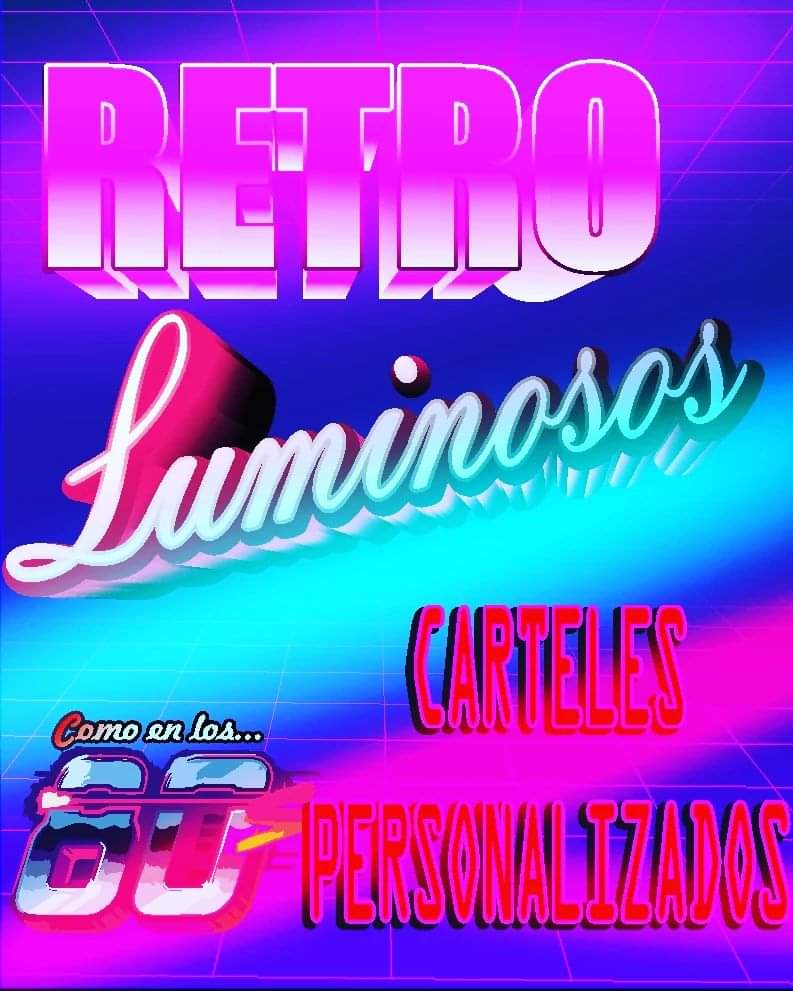 RETRO
Luminosos
CARTELES
Como en los...
80
PERSONALIZADOS